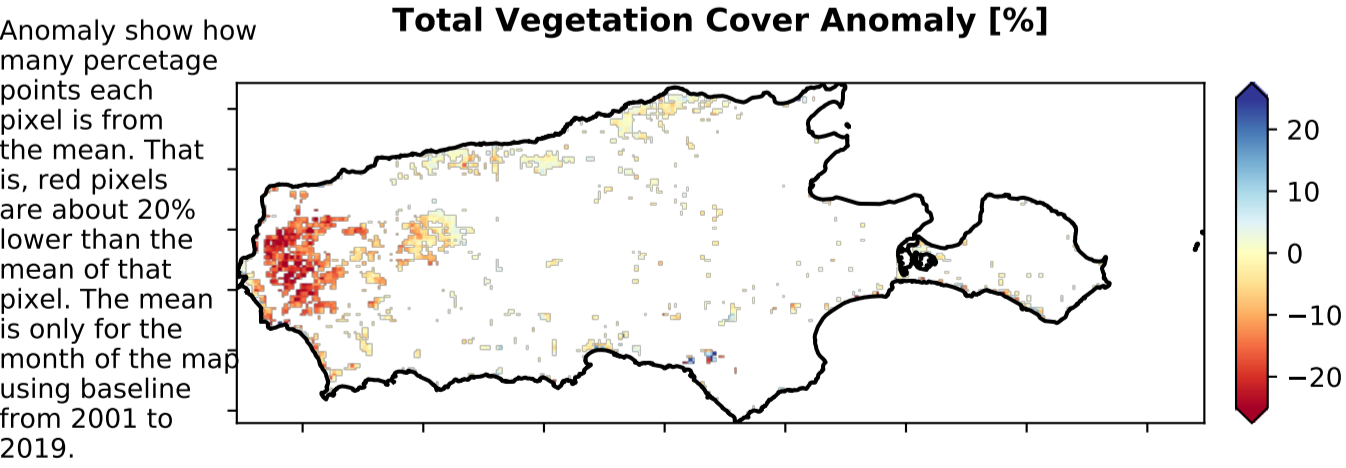 Total Vegetation Cover Anomaly [%]
Anomaly show how
many percetage
points each
pixel is from
the mean. That
is, red pixels
are about 20%
lower than the
mean of that
pixel. The mean
is only for the
month of the map
using baseline
from 2001 to
2019.
20
10
0
−10
−20